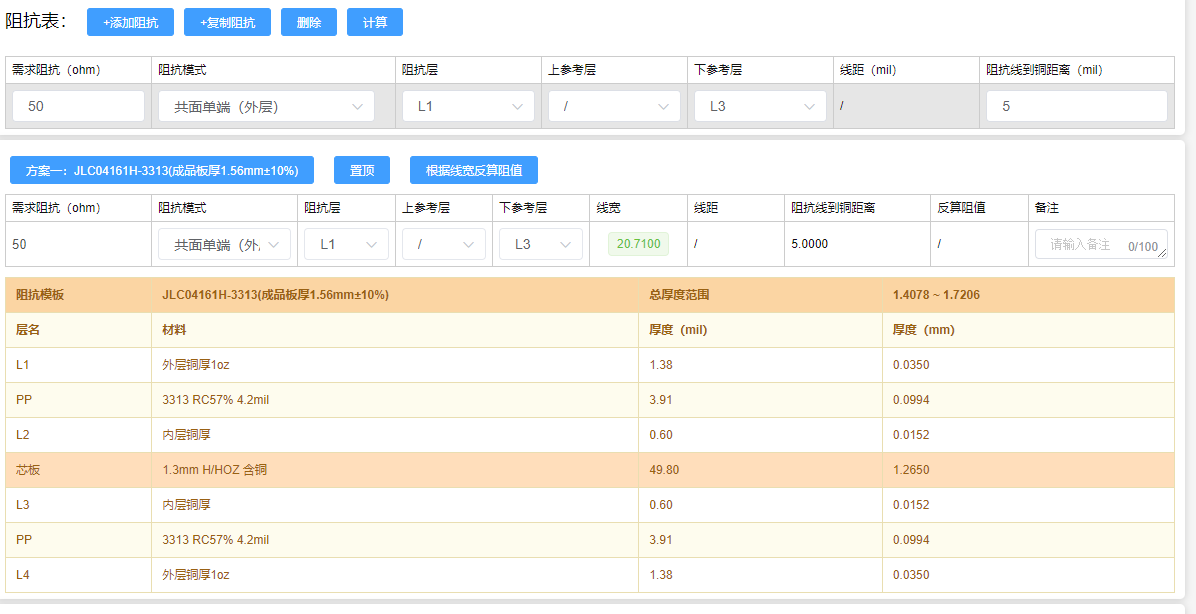 阻抗表： +添加阻抗 +复制阻抗 删除 计算
需求阻抗（ohm） 阻抗模式 阻抗层 上参考层 下参考层 线距（mil） 阻抗线到铜距离（mil）
50 共面单端（外层） L1 / L3 / 5
方案一：JLC04161H-3313(成品板厚1.56mm±10%) 置顶 根据线宽反算阻值
需求阻抗（ohm） 阻抗模式 阻抗层 上参考层 下参考层 线宽 线距 阻抗线到铜距离 反算阻值 备注
50 共面单端（外, L1 / L3 20.7100 / 5.0000 / 请输入备注 0/100
阻抗模板 JLC04161H-3313(成品板厚1.56mm±10%) 总厚度范围 1.4078 ~ 1.7206
层名 材料 厚度（mil） 厚度（mm）
L1 外层铜厚1oz 1.38 0.0350
PP 3313 RC57% 4.2mil 3.91 0.0994
L2 内层铜厚 0.60 0.0152
芯板 1.3mm H/HOZ 含铜 49.80 1.2650
L3 内层铜厚 0.60 0.0152
PP 3313 RC57% 4.2mil 3.91 0.0994
L4 外层铜厚1oz 1.38 0.0350